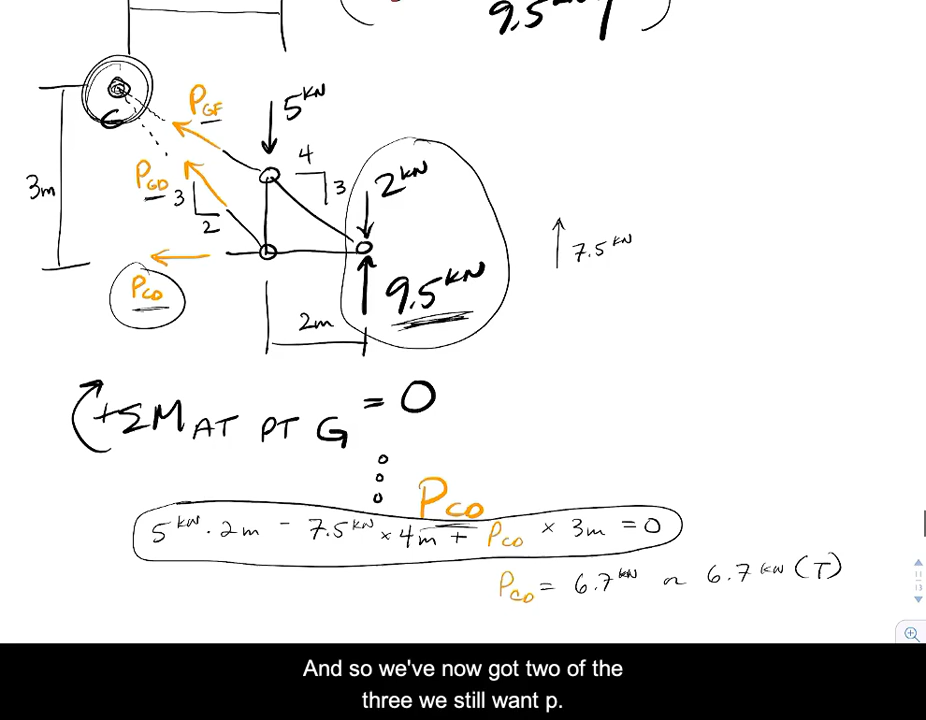 9.5
G
5 kN
P_GF
4
3
2 kN
3m
P_GD
3
2
7.5 kN
P_CD
9.5 kN
2m
+ΣM AT PT G = 0
P_CD
5 kN · 2m - 7.5 kN × 4m + P_CD × 3m = 0
P_CD = 6.7 kN or 6.7 kN (T)
And so we've now got two of the
three we still want p.